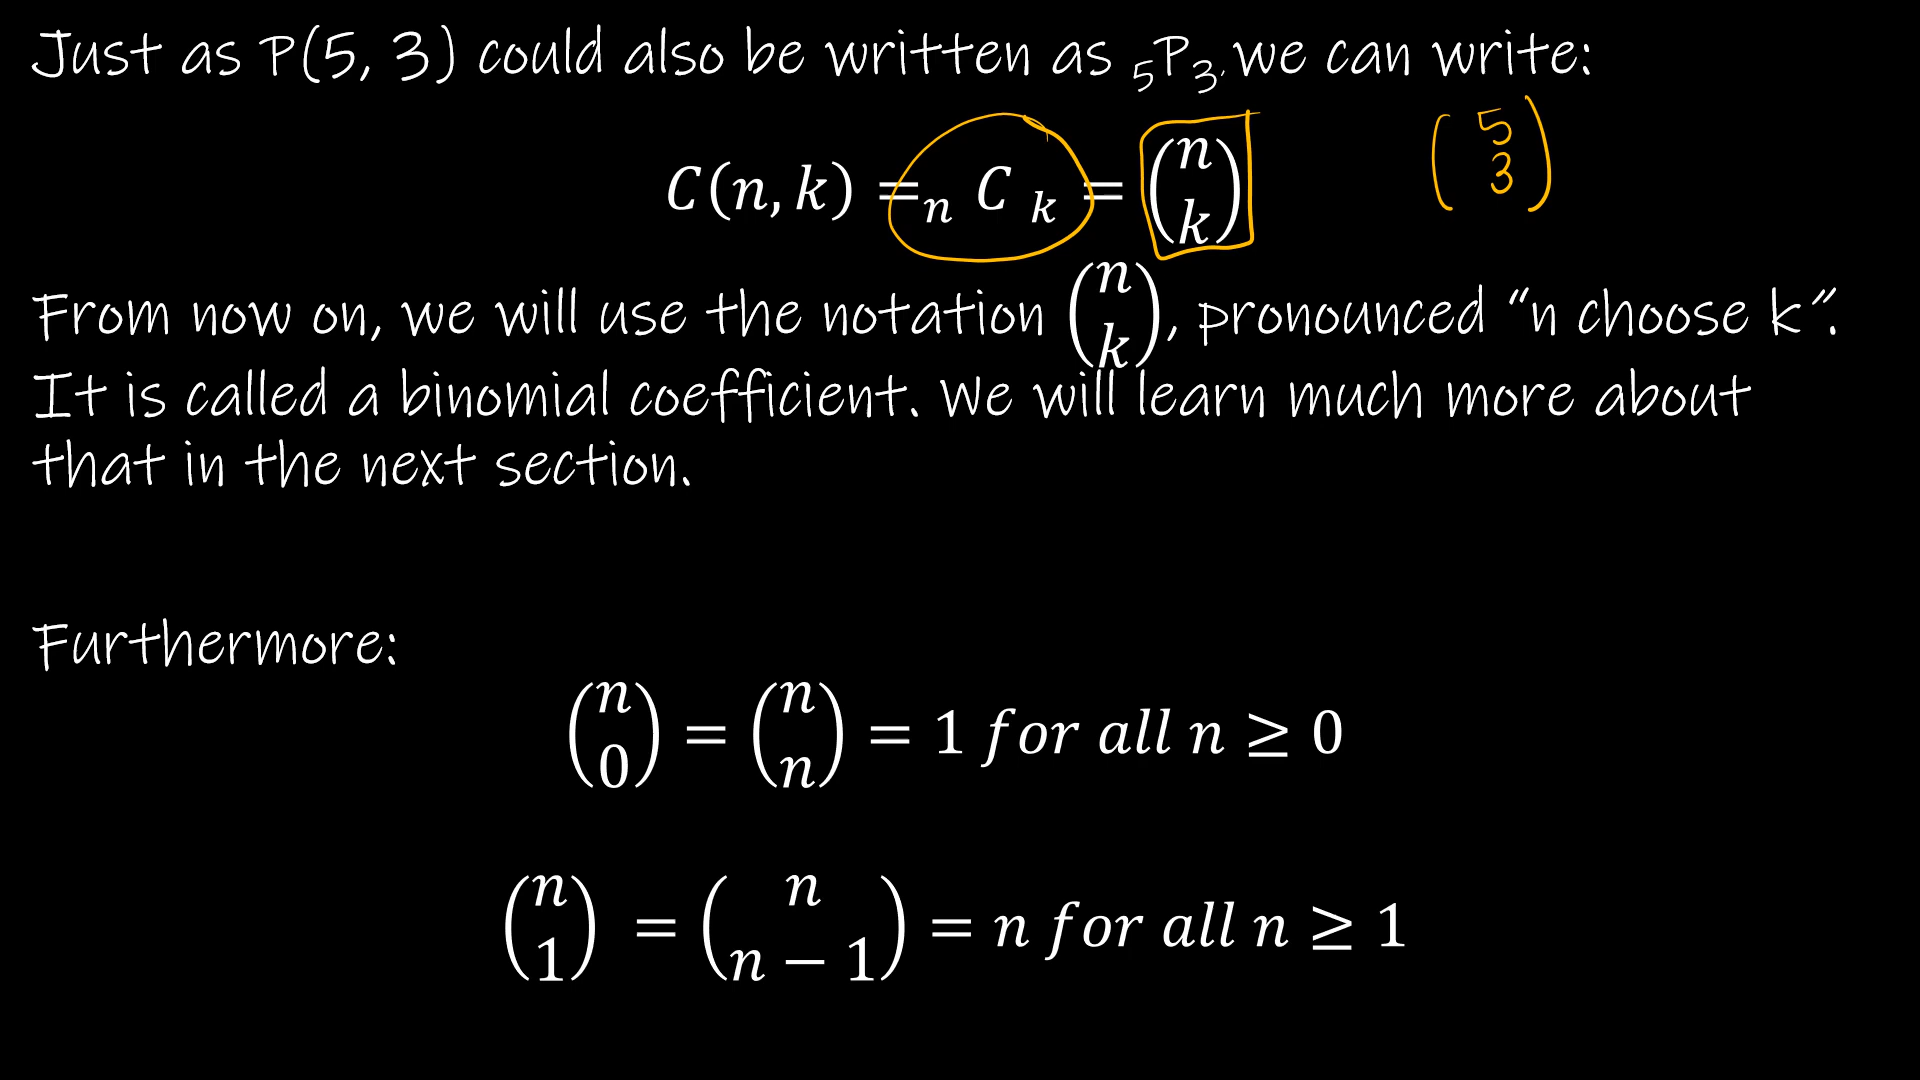 Just as P(5, 3) could also be written as ₅P₃, we can write:
C(n, k) =ₙ C ₖ = (n k)
(5 3)
From now on, we will use the notation (n k), pronounced “n choose k”.
It is called a binomial coefficient. We will learn much more about
that in the next section.
Furthermore:
(n 0) = (n n) = 1 for all n ≥ 0
(n 1) = (n n − 1) = n for all n ≥ 1